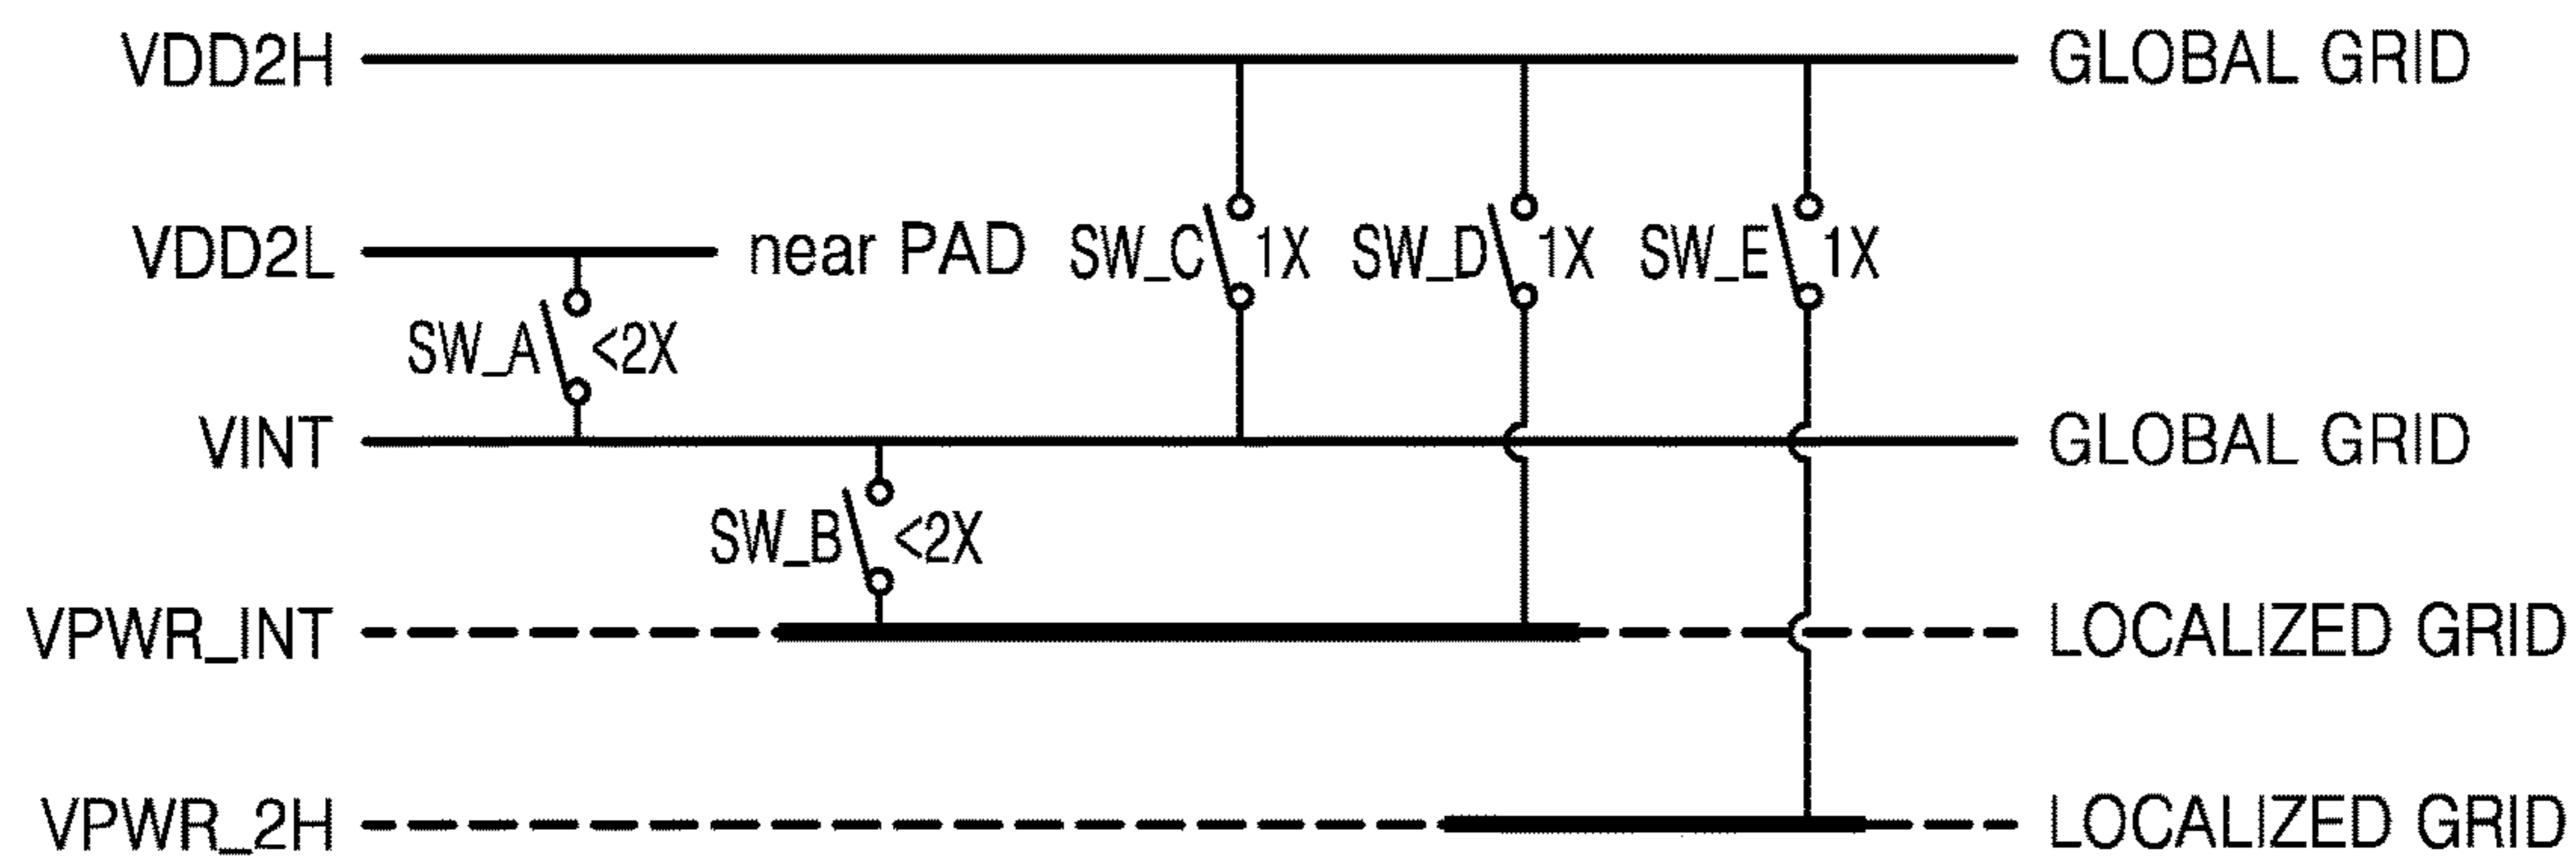 VDD2H GLOBAL GRID
VDD2L near PAD SW_C 1X SW_D 1X SW_E 1X
SW_A <2X
VINT GLOBAL GRID
SW_B <2X
VPWR_INT LOCALIZED GRID
VPWR_2H LOCALIZED GRID